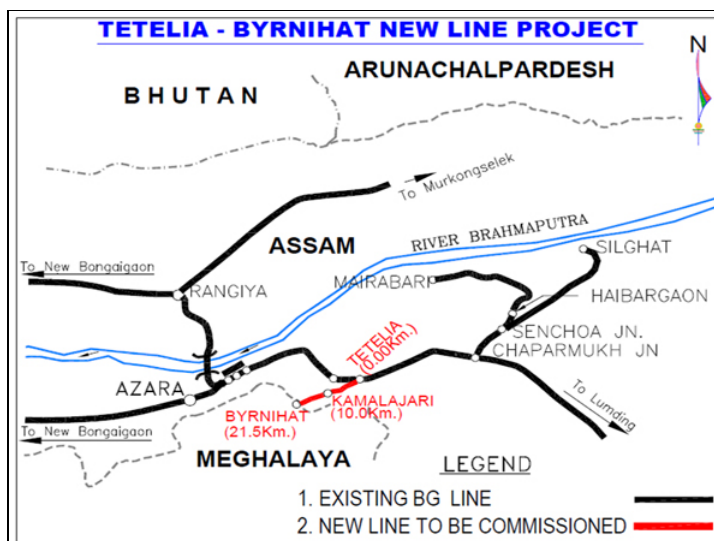 TETELIA - BYRNIHAT NEW LINE PROJECT
N
ARUNACHALPARDESH
BHUTAN
To Murkongselek
ASSAM
RIVER BRAHMAPUTRA
SILGHAT
To New Bongaigaon
MAIRABARI
RANGIYA
HAIBARGAON
SENCHOA JN.
CHAPARMUKH JN
TETELIA
(0.00Km.)
AZARA
KAMALAJARI
(10.0Km.)
BYRNIHAT
(21.5Km.)
To Lumding
To New Bongaigaon
MEGHALAYA
LEGEND
1. EXISTING BG LINE
2. NEW LINE TO BE COMMISSIONED